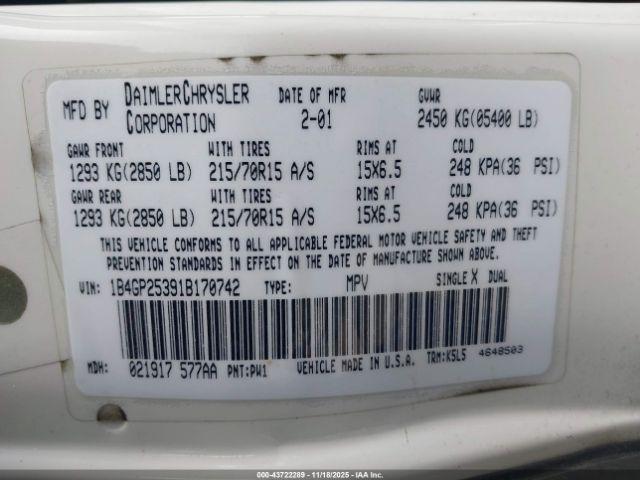 MFD BY DAIMLERCHRYSLER CORPORATION DATE OF MFR 2-01 GVWR 2450 KG(05400 LB)
GAWR FRONT WITH TIRES RIMS AT COLD
1293 KG(2850 LB) 215/70R15 A/S 15X6.5 248 KPA(36 PSI)
GAWR REAR WITH TIRES RIMS AT COLD
1293 KG(2850 LB) 215/70R15 A/S 15X6.5 248 KPA(36 PSI)
THIS VEHICLE CONFORMS TO ALL APPLICABLE FEDERAL MOTOR VEHICLE SAFETY AND THEFT
PREVENTION STANDARDS IN EFFECT ON THE DATE OF MANUFACTURE SHOWN ABOVE.
VIN: 1B4GP25391B170742 TYPE: MPV SINGLE X DUAL
MDH: 021917 577AA PNT:PW1 VEHICLE MADE IN U.S.A. TRM:K5L5 4648503
000-43722289 - 11/18/2025 - IAA Inc.